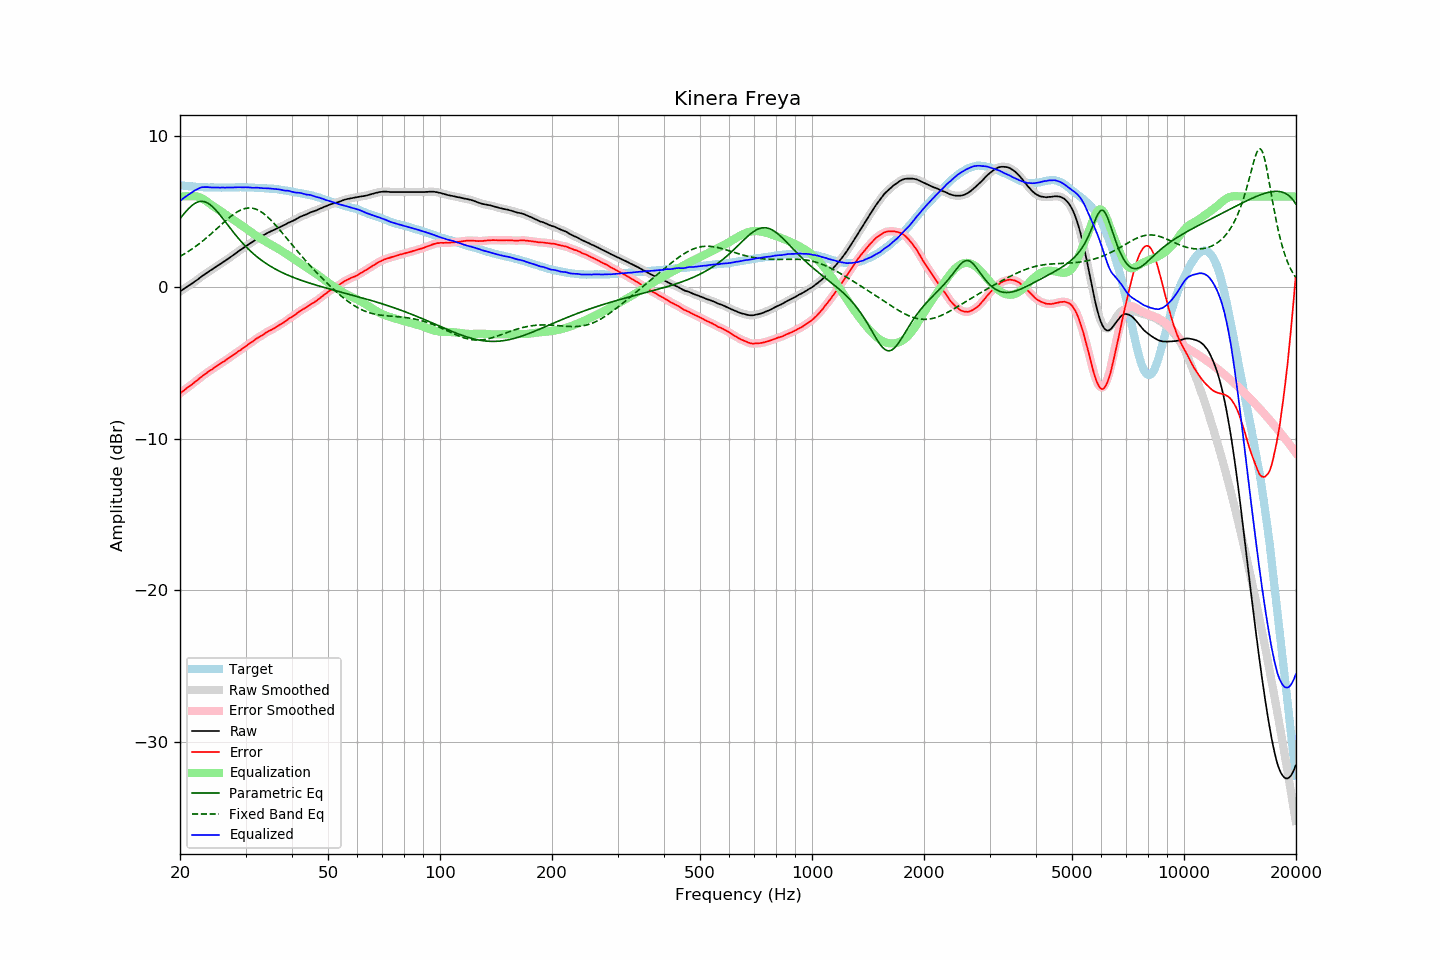 Kinera Freya
10
0
−10
−20
−30
Amplitude (dBr)
Target
Raw Smoothed
Error Smoothed
Raw
Error
Equalization
Parametric Eq
Fixed Band Eq
Equalized
20 50 100 200 500 1000 2000 5000 10000 20000
Frequency (Hz)